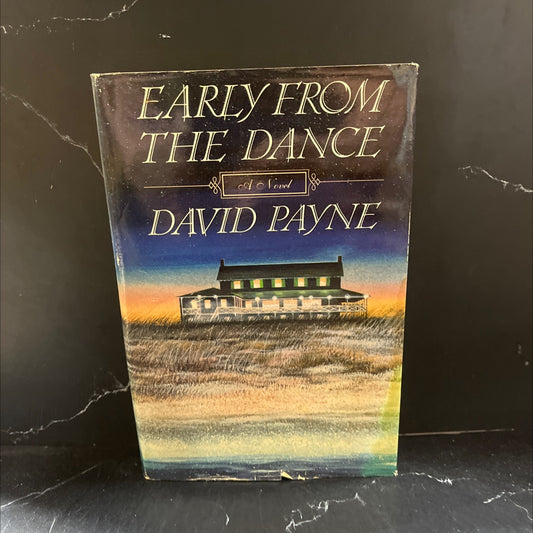 EARLY FROM
THE DANCE
A Novel
DAVID PAYNE